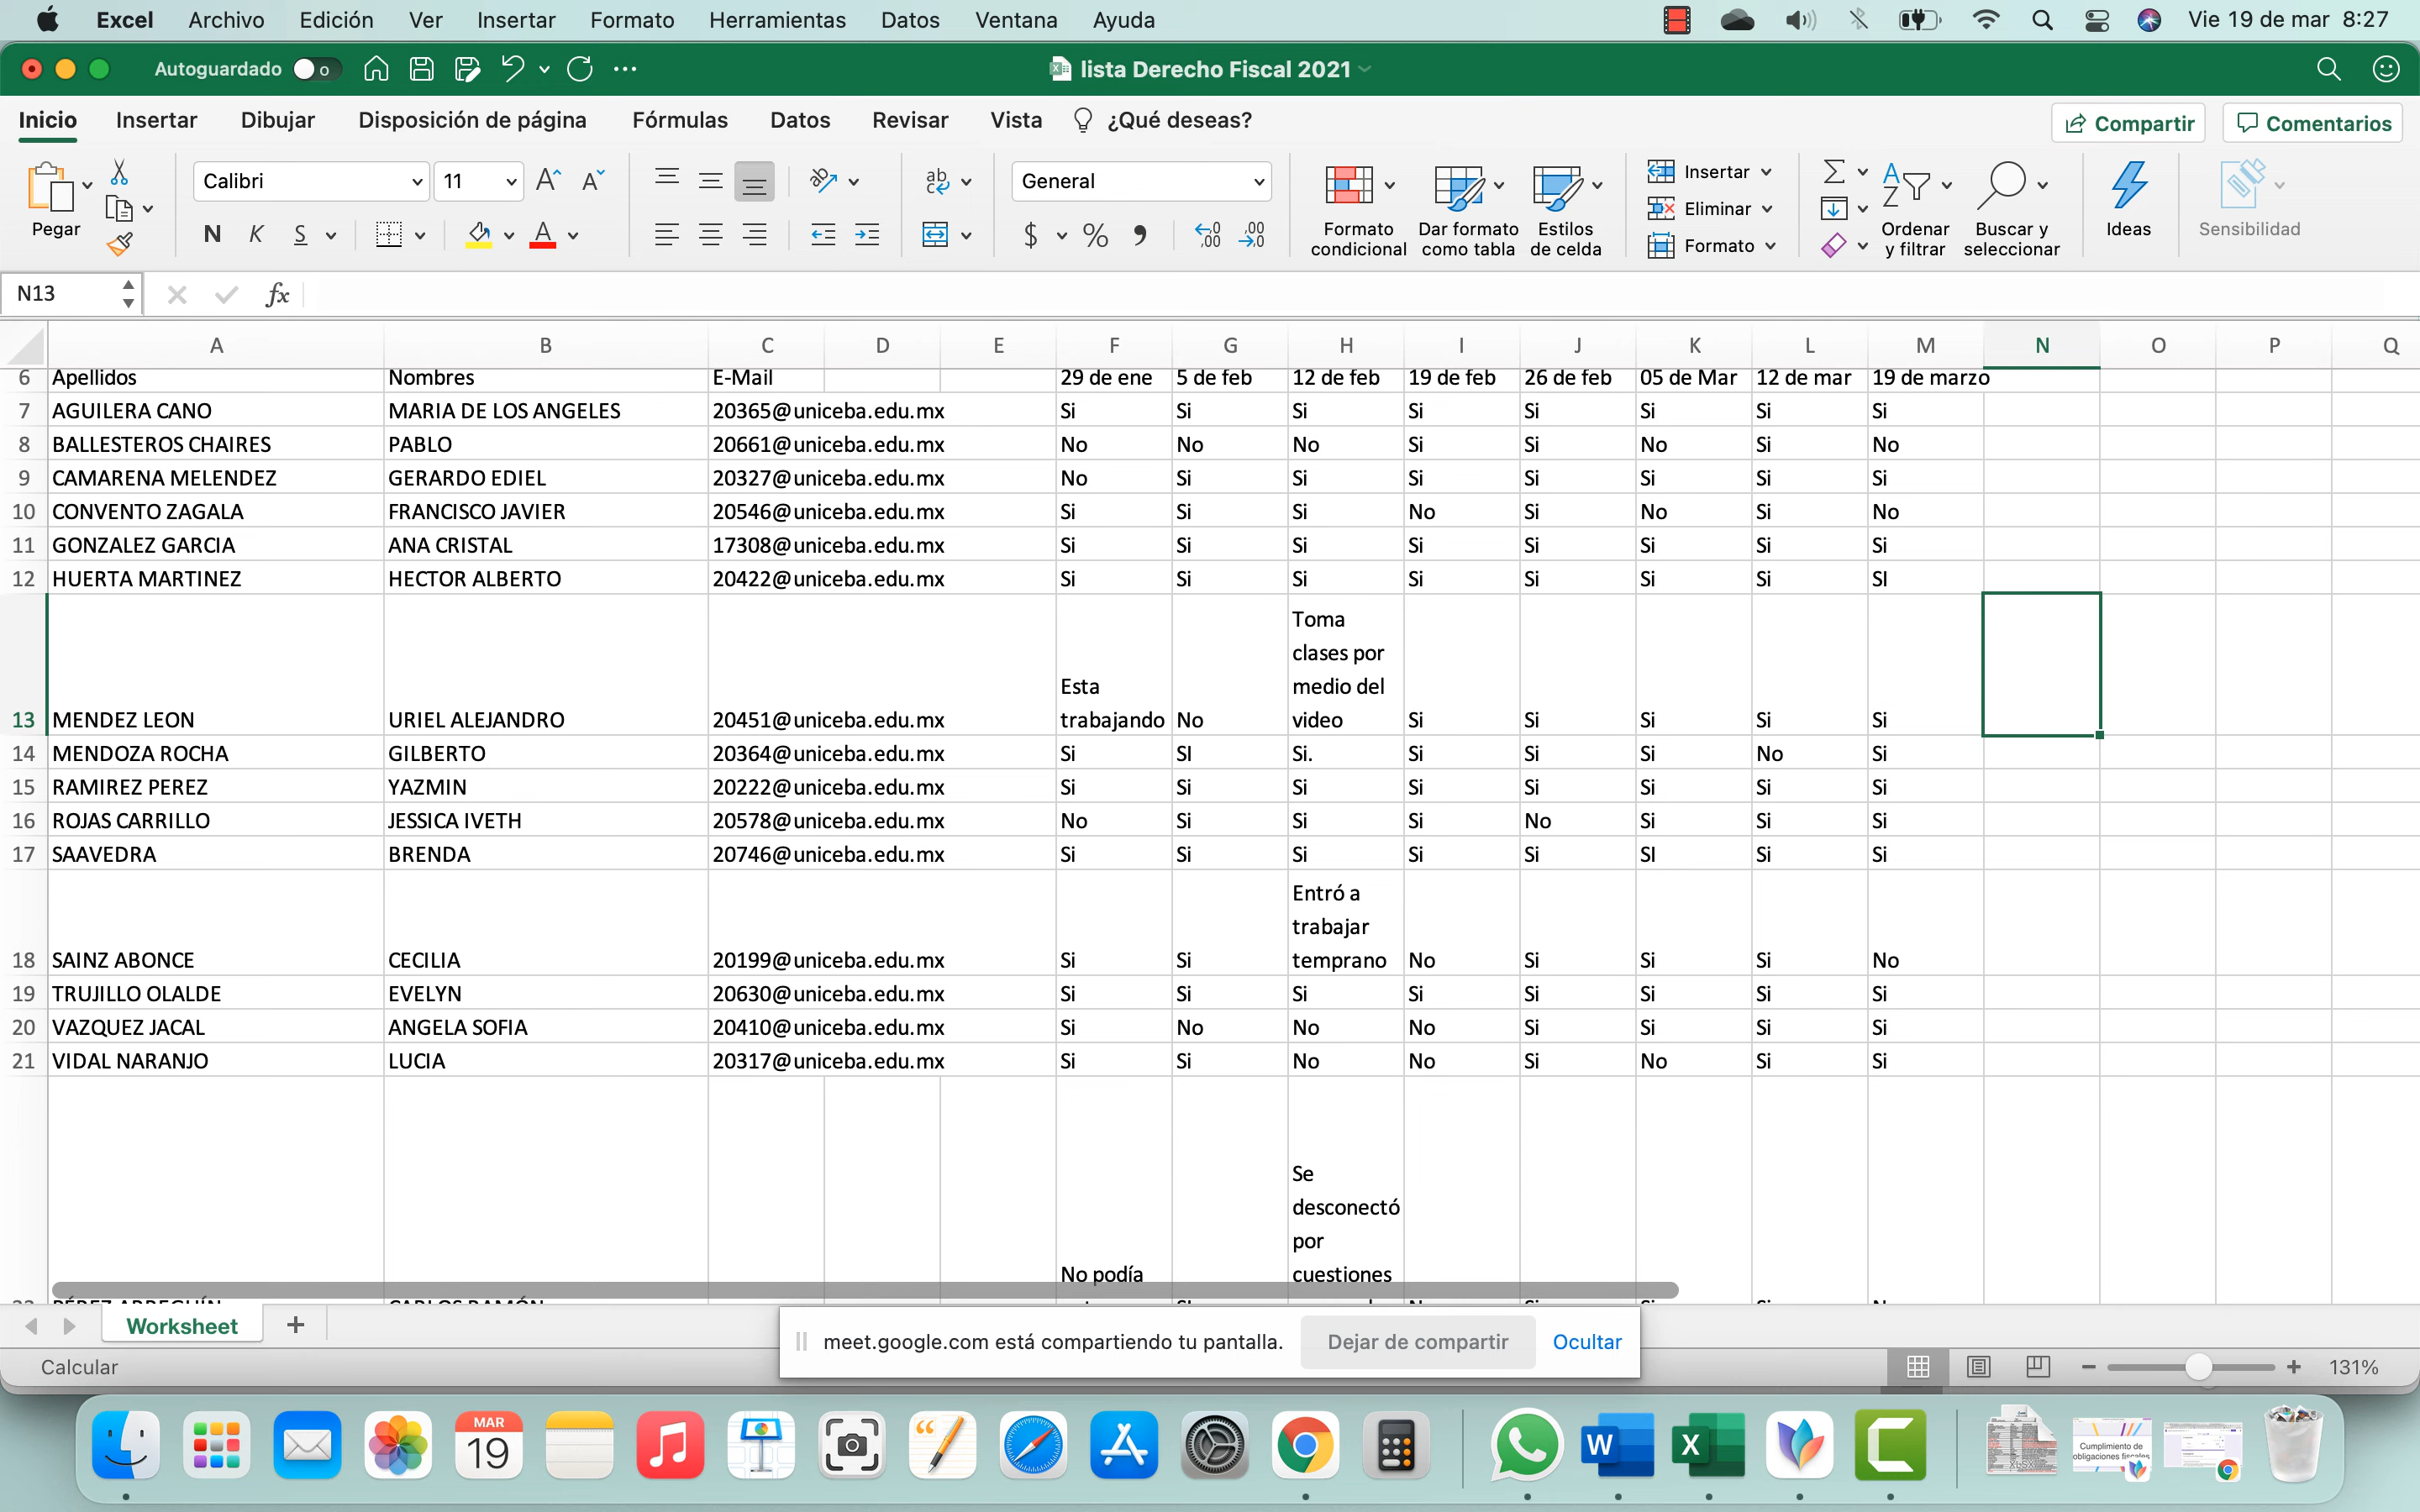 Excel Archivo Edición Ver Insertar Formato Herramientas Datos Ventana Ayuda Vie 19 de mar 8:27
Autoguardado lista Derecho Fiscal 2021
Inicio Insertar Dibujar Disposición de página Fórmulas Datos Revisar Vista ¿Qué deseas? Compartir Comentarios
Pegar Calibri 11 General Formato condicional Dar formato como tabla Estilos de celda Insertar Eliminar Formato Ordenar y filtrar Buscar y seleccionar Ideas Sensibilidad
N K S $ % ,00
N13 fx
A B C D E F G H I J K L M N O P Q
6 Apellidos Nombres E-Mail 29 de ene 5 de feb 12 de feb 19 de feb 26 de feb 05 de Mar 12 de mar 19 de marzo
7 AGUILERA CANO MARIA DE LOS ANGELES 20365@uniceba.edu.mx Si Si Si Si Si Si Si Si
8 BALLESTEROS CHAIRES PABLO 20661@uniceba.edu.mx No No No Si Si No Si No
9 CAMARENA MELENDEZ GERARDO EDIEL 20327@uniceba.edu.mx No Si Si Si Si Si Si Si
10 CONVENTO ZAGALA FRANCISCO JAVIER 20546@uniceba.edu.mx Si Si Si No Si No Si No
11 GONZALEZ GARCIA ANA CRISTAL 17308@uniceba.edu.mx Si Si Si Si Si Si Si Si
12 HUERTA MARTINEZ HECTOR ALBERTO 20422@uniceba.edu.mx Si Si Si Si Si Si Si SI
13 MENDEZ LEON URIEL ALEJANDRO 20451@uniceba.edu.mx Esta trabajando No Toma clases por medio del video Si Si Si Si Si
14 MENDOZA ROCHA GILBERTO 20364@uniceba.edu.mx Si SI Si. Si Si Si No Si
15 RAMIREZ PEREZ YAZMIN 20222@uniceba.edu.mx Si Si Si Si Si Si Si Si
16 ROJAS CARRILLO JESSICA IVETH 20578@uniceba.edu.mx No Si Si Si No Si Si Si
17 SAAVEDRA BRENDA 20746@uniceba.edu.mx Si Si Si Si Si SI Si Si
18 SAINZ ABONCE CECILIA 20199@uniceba.edu.mx Si Si Entró a trabajar temprano No Si Si Si No
19 TRUJILLO OLALDE EVELYN 20630@uniceba.edu.mx Si Si Si Si Si Si Si Si
20 VAZQUEZ JACAL ANGELA SOFIA 20410@uniceba.edu.mx Si No No No Si Si Si Si
21 VIDAL NARANJO LUCIA 20317@uniceba.edu.mx Si Si No No Si No Si Si
No podía Se desconectó por cuestiones
Worksheet
meet.google.com está compartiendo tu pantalla. Dejar de compartir Ocultar
Calcular 131%
MAR
19
W X
Cumplimiento de
obligaciones fiscales
XLSX